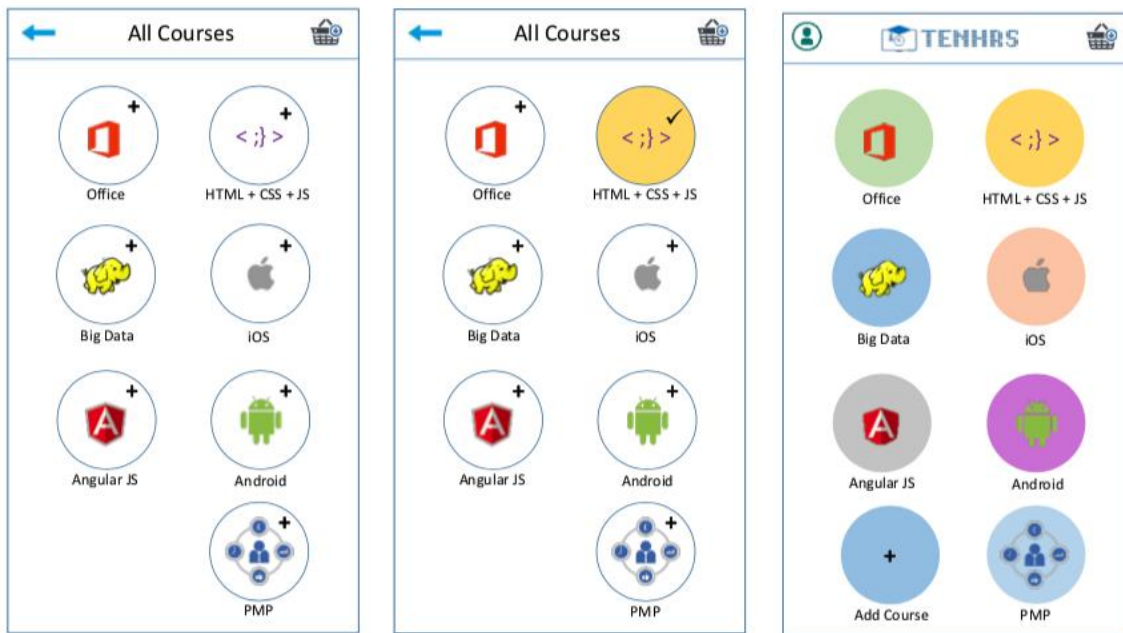 All Courses
+
+
< ;} >
Office
HTML + CSS + JS
+
+
Big Data
iOS
+
+
A
Angular JS
Android
+
PMP
All Courses
+
✓
< ;} >
Office
HTML + CSS + JS
+
+
Big Data
iOS
+
+
A
Angular JS
Android
+
PMP
TENHRS
< ;} >
Office
HTML + CSS + JS
Big Data
iOS
A
Angular JS
Android
+
Add Course
PMP